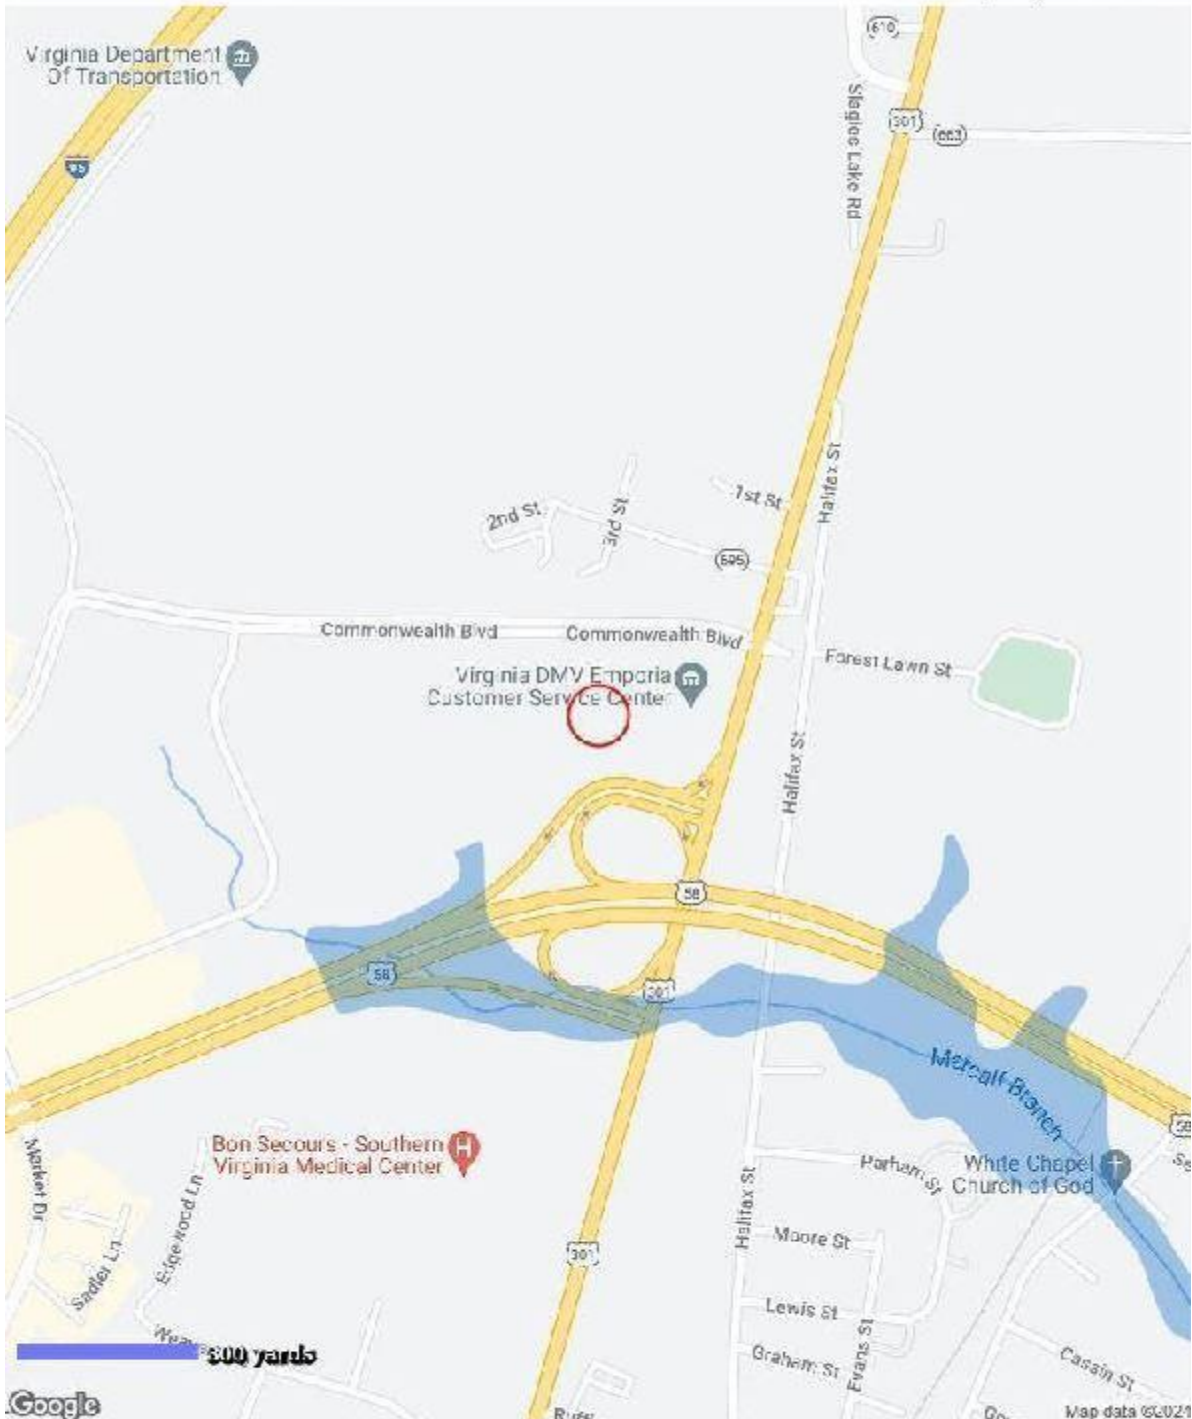 Virginia Department
Of Transportation
610
301
663
Slagles Lake Rd
Halifax St
1st St
2nd St
3rd St
Commonwealth Blvd
Commonwealth Blvd
Forest Lawn St
Virginia DMV Emporia
Customer Service Center
Halifax St
58
58
301
Metcalf Branch
58
Bon Secours - Southern
Virginia Medical Center
Parham St
White Chapel
Church of God
Market Dr
Sadler Ln
Edgewood Ln
Halifax St
Moore St
301
Lewis St
Evans St
Graham St
Cassin St
yards
Google
Map data ©2024